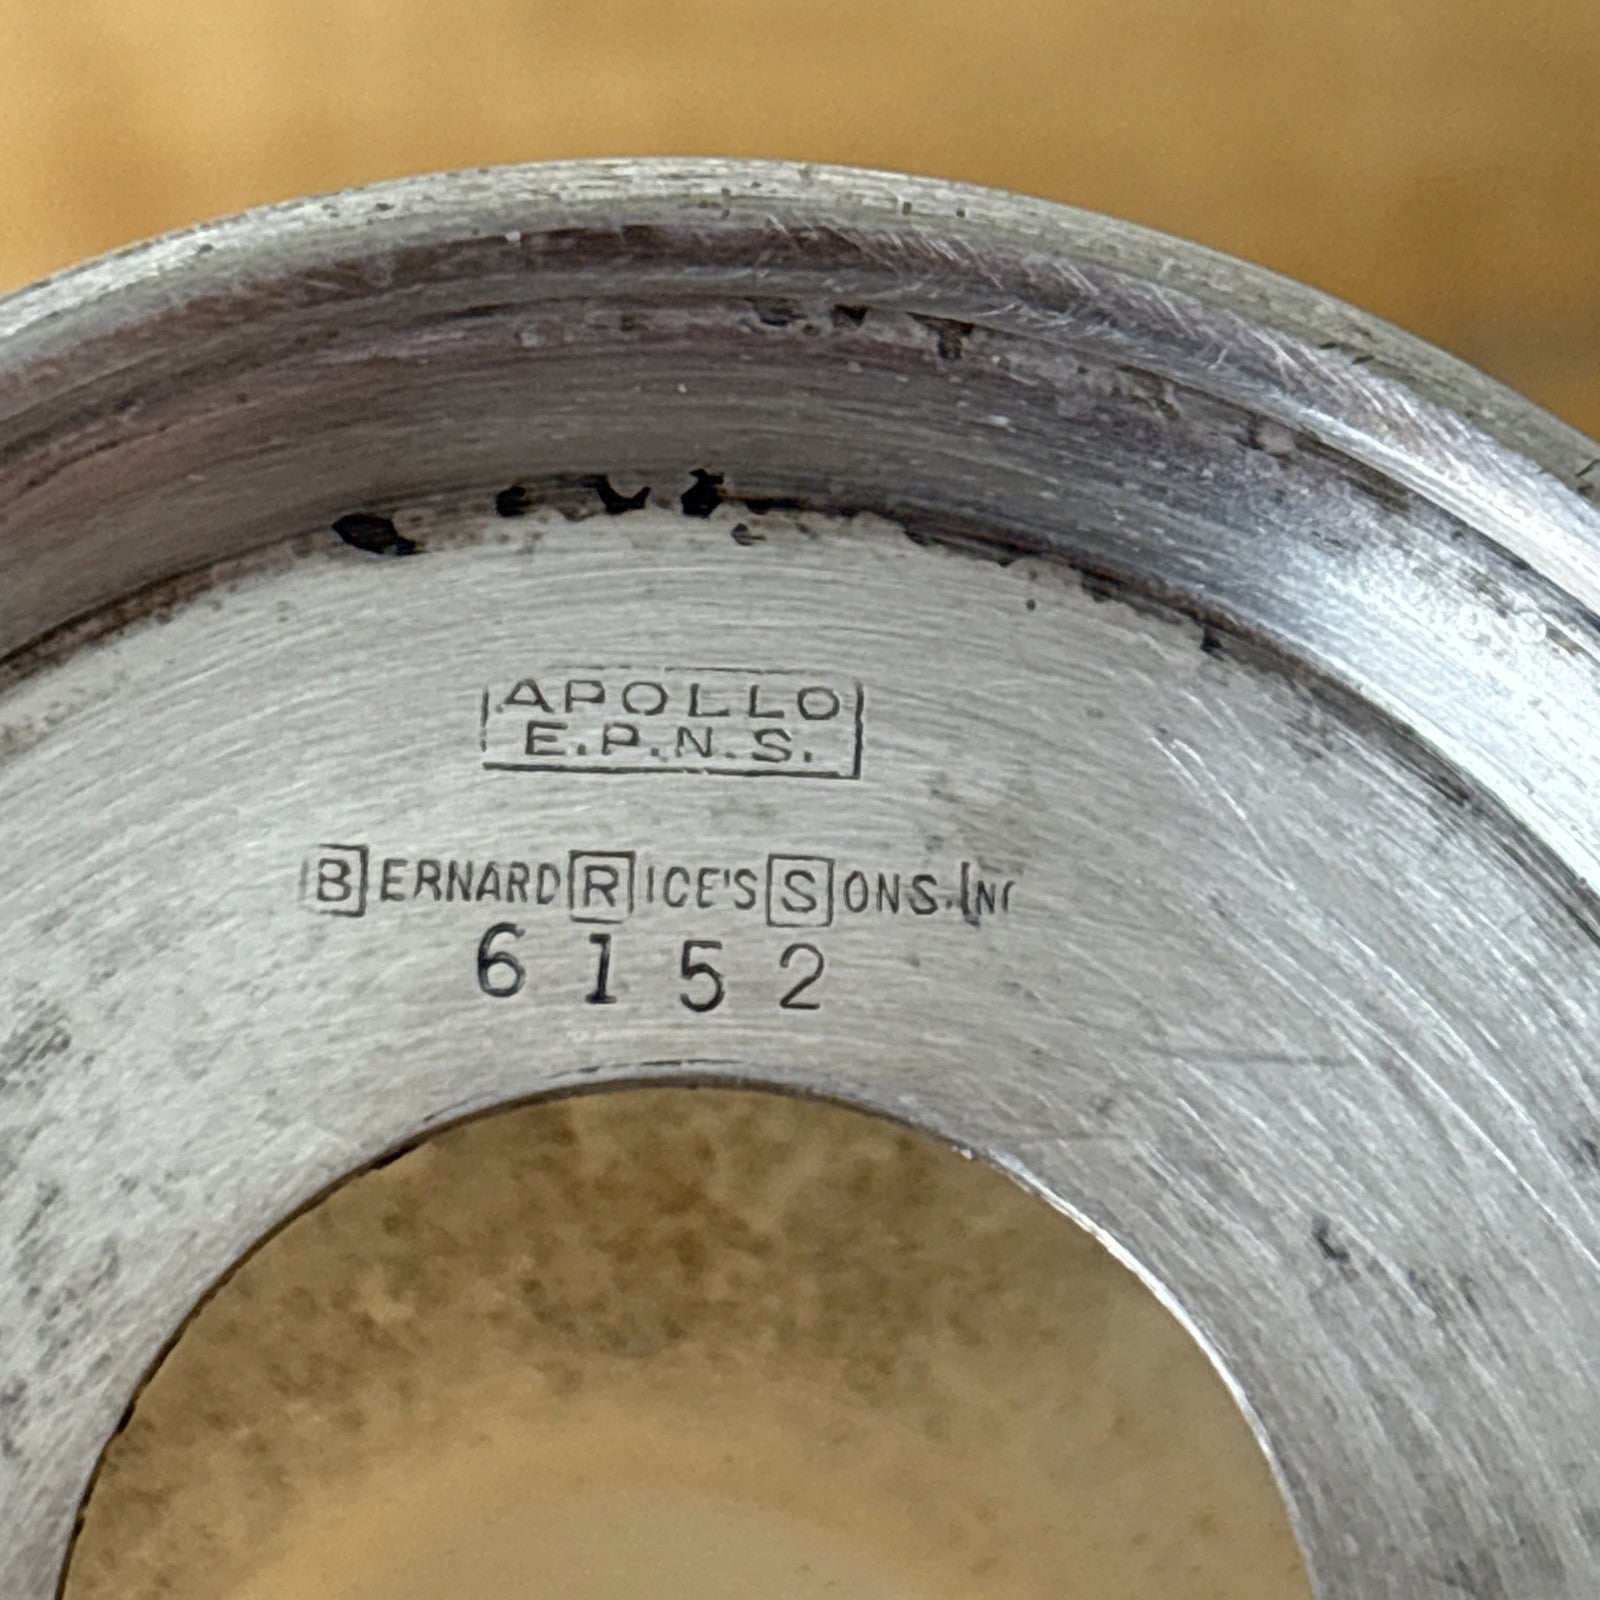 APOLLO
E.P.N.S.
BERNARD RICE'S SONS. INC
6152